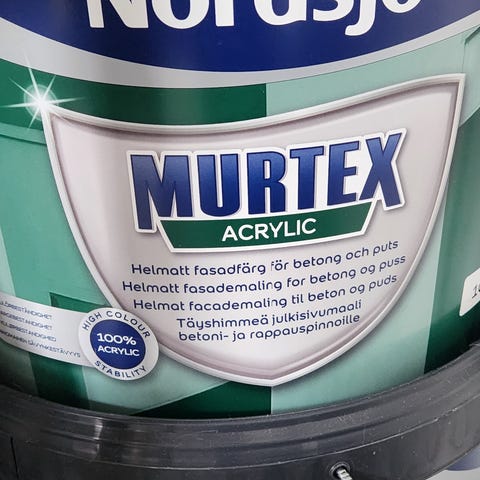 Nordsjö
MURTEX
ACRYLIC
Helmatt fasadfärg för betong och puts
Helmatt fasademaling for betong og puss
Helmat facademaling til beton og puds
Täyshimmeä julkisivumaali
betoni- ja rappauspinnoille
HIGH COLOUR
100%
ACRYLIC
STABILITY